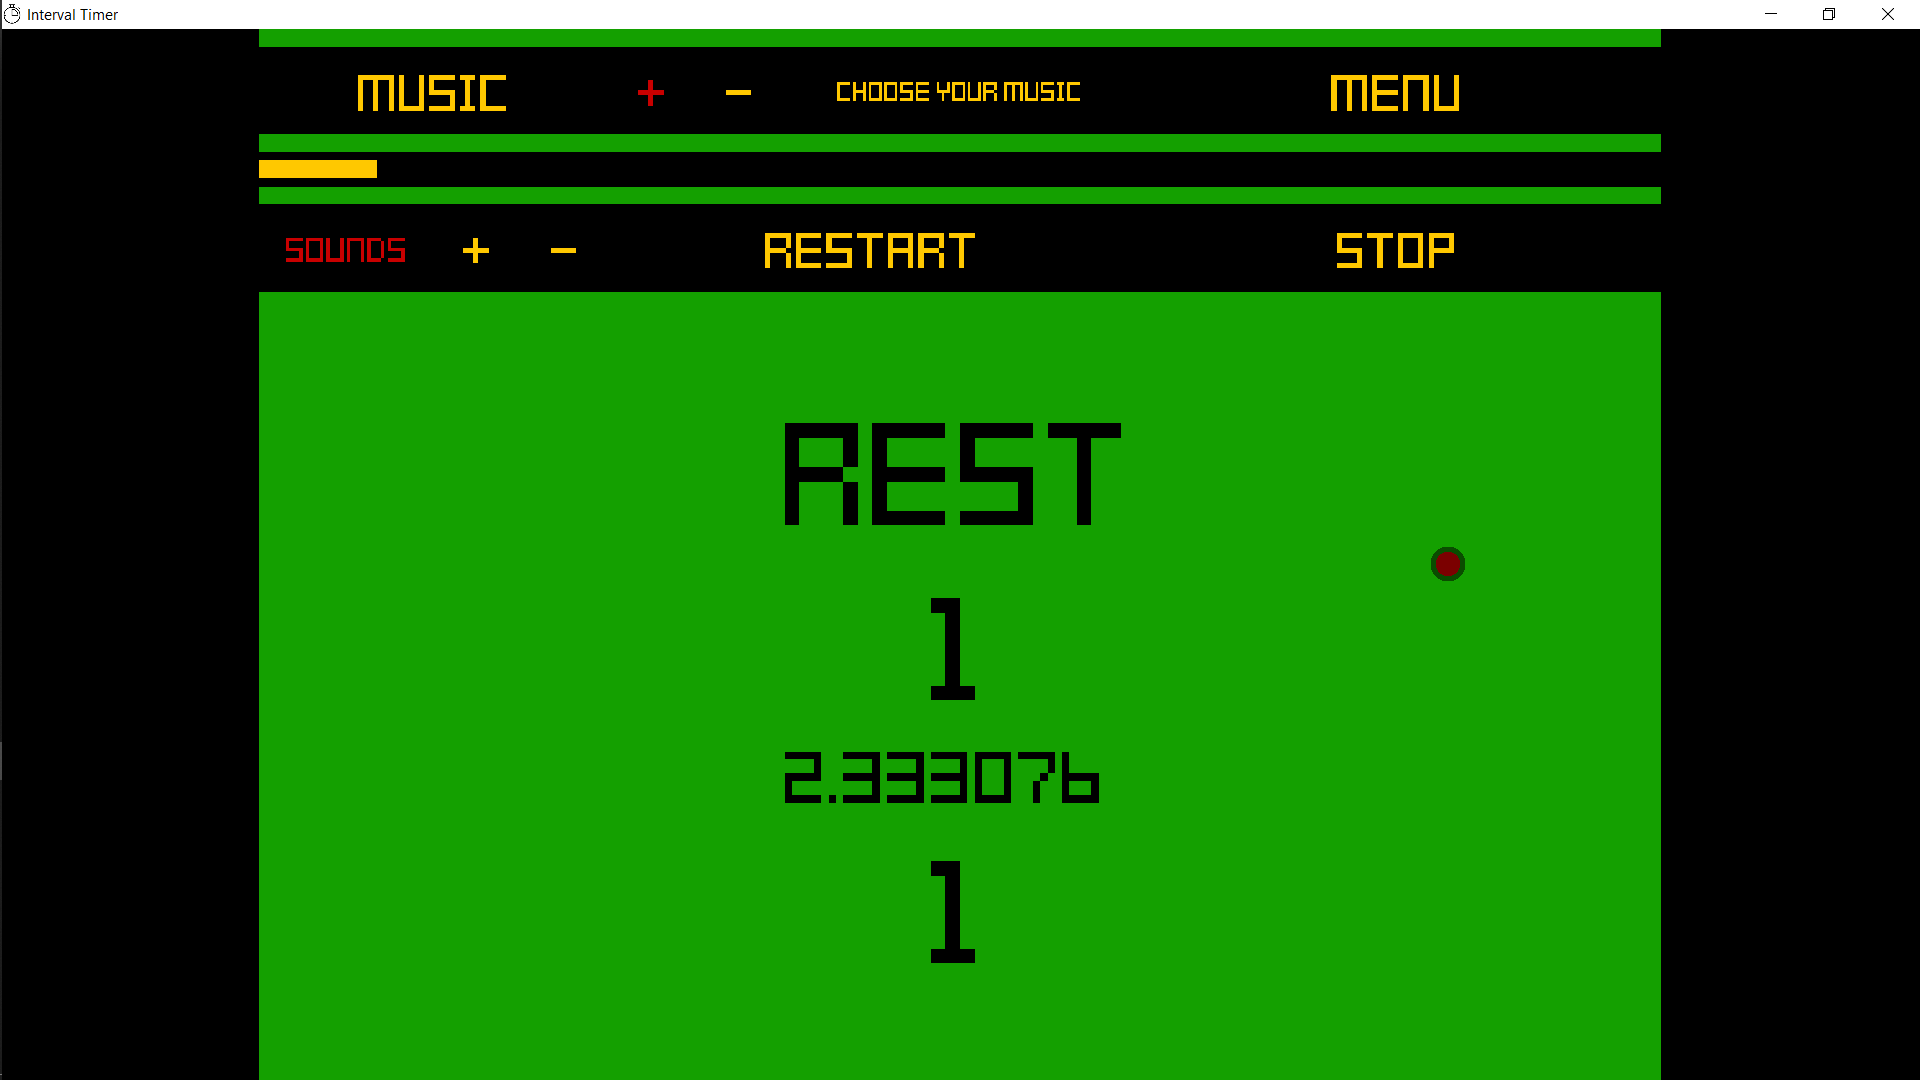 Interval Timer
MUSIC + - CHOOSE YOUR MUSIC MENU
SOUNDS + - RESTART STOP
REST
1
2.333076
1